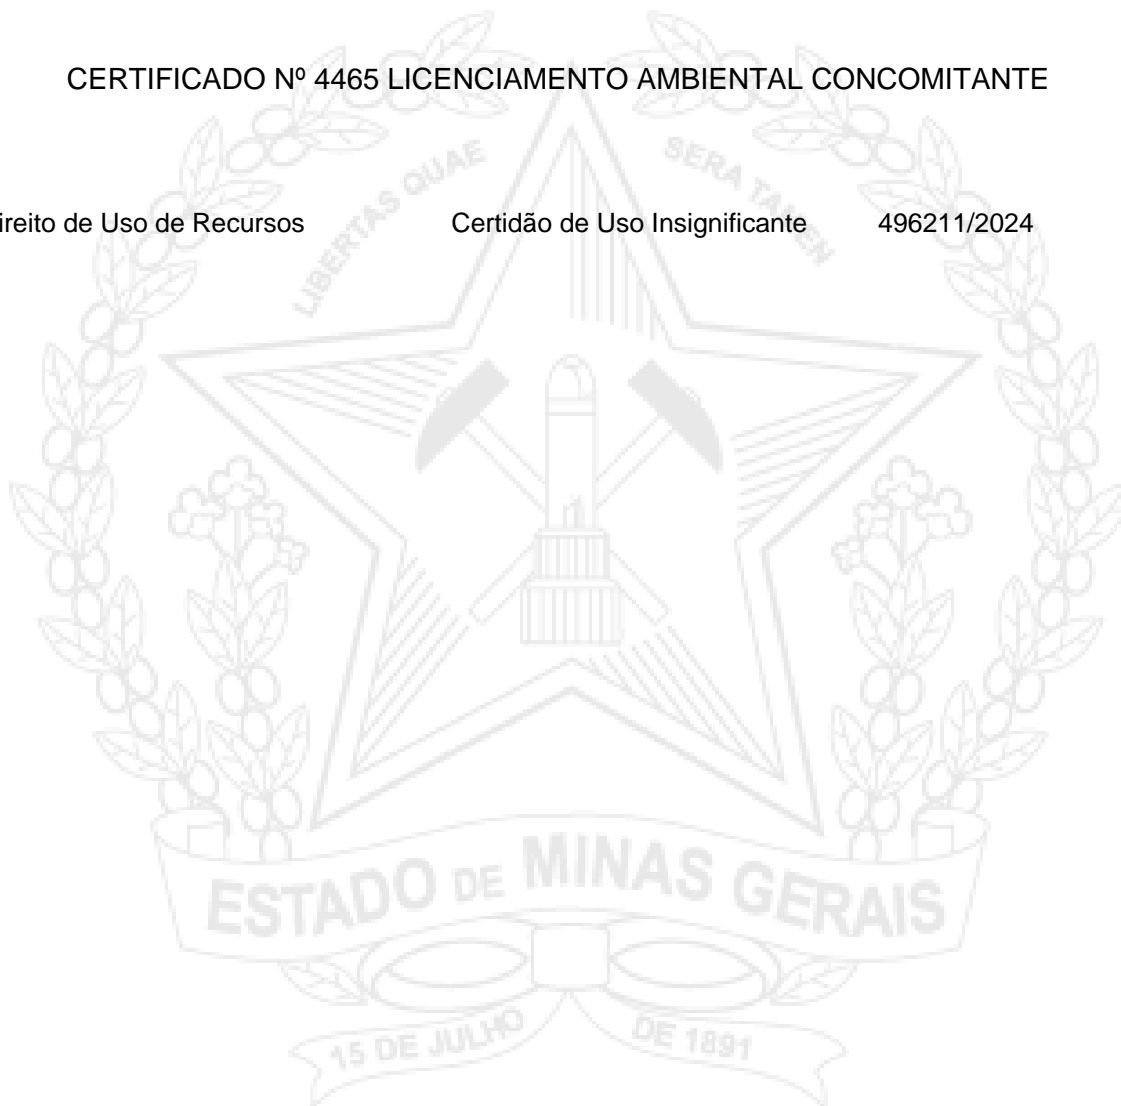 CERTIFICADO Nº 4465 LICENCIAMENTO AMBIENTAL CONCOMITANTE
LIBERTAS QUAE SERA TAMEN
ireito de Uso de Recursos Certidão de Uso Insignificante 496211/2024
ESTADO DE MINAS GERAIS
15 DE JULHO DE 1891